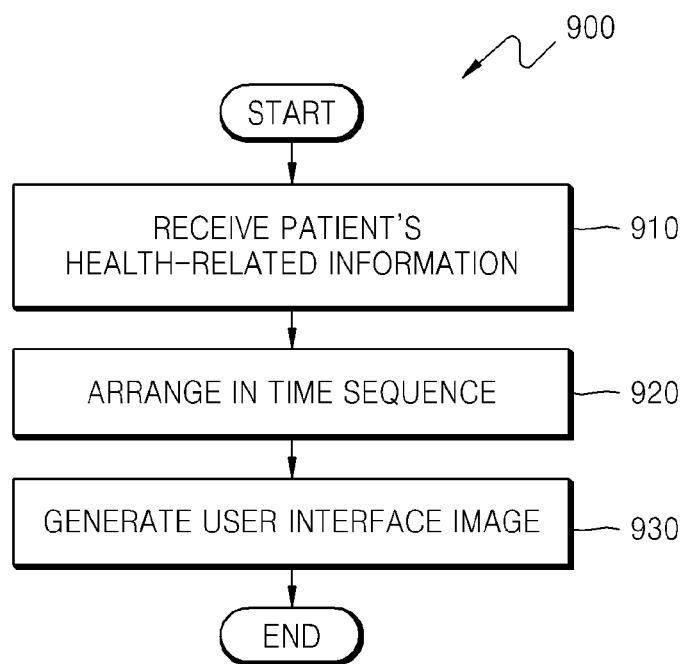 900
START
RECEIVE PATIENT'S
HEALTH-RELATED INFORMATION
910
ARRANGE IN TIME SEQUENCE
920
GENERATE USER INTERFACE IMAGE
930
END